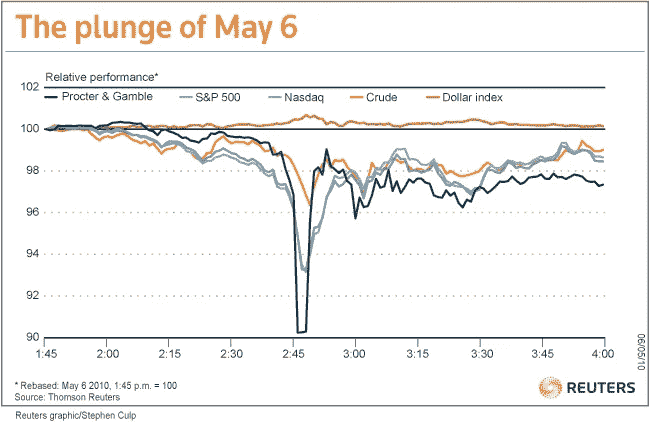 The plunge of May 6
Relative performance*
102
Procter & Gamble S&P 500 Nasdaq Crude Dollar index
100
98
96
94
92
90
1:45 2:00 2:15 2:30 2:45 3:00 3:15 3:30 3:45 4:00
06/05/10
* Rebased: May 6 2010, 1:45 p.m. = 100
Source: Thomson Reuters
REUTERS
Reuters graphic/Stephen Culp